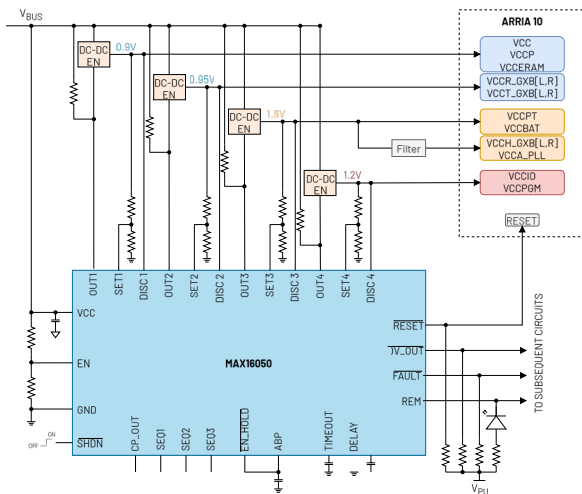 VBUS
ARRIA 10
DC-DC
EN
0.9V
VCC
VCCP
VCCERAM
DC-DC
EN
0.95V
VCCR_GXB[L,R]
VCCT_GXB[L,R]
DC-DC
EN
1.8V
VCCPT
VCCBAT
Filter
VCCH_GXB[L,R]
VCCA_PLL
DC-DC
EN
1.2V
VCCIO
VCCPGM
RESET
OUT1
SET1
DISC 1
OUT2
SET2
DISC 2
OUT3
SET3
DISC 3
OUT4
SET4
DISC 4
VCC
EN
GND
SHDN
ON
OFF
MAX16050
RESET
OV_OUT
FAULT
REM
TO SUBSEQUENT CIRCUITS
CP_OUT
SEQ1
SEQ2
SEQ3
EN_HOLD
ABP
TIMEOUT
DELAY
VPU